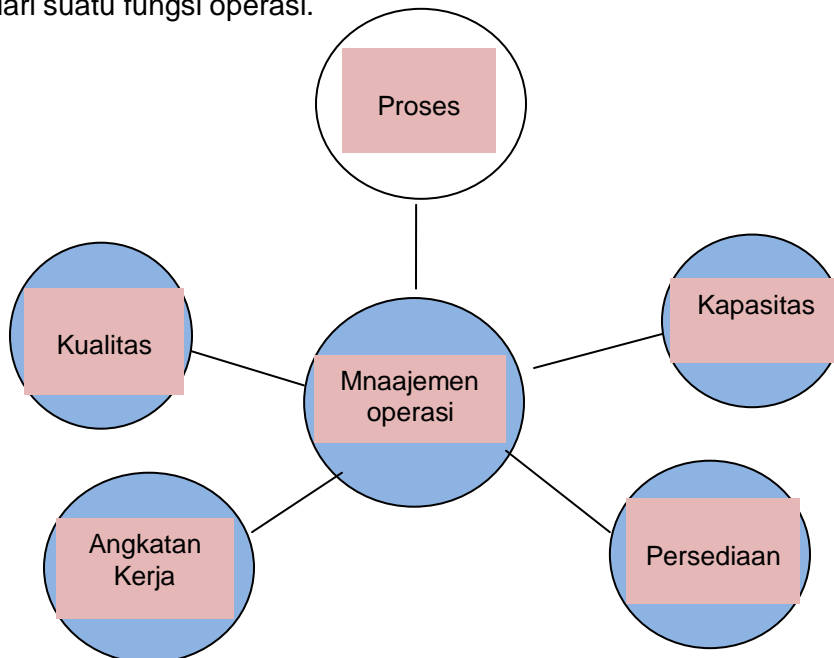 dari suatu fungsi operasi.
Proses
Kapasitas
Kualitas
Mnaajemen
operasi
Angkatan
Kerja
Persediaan